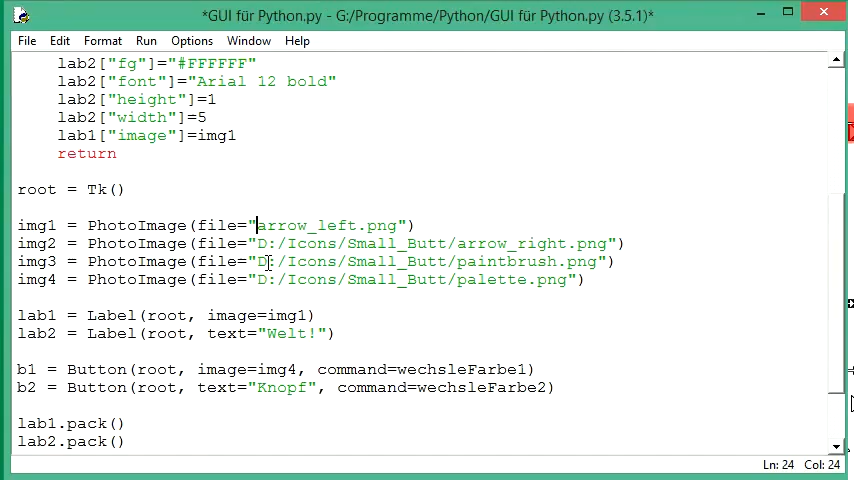 *GUI für Python.py - G:/Programme/Python/GUI für Python.py (3.5.1)*
File Edit Format Run Options Window Help
lab2["fg"]="#FFFFFF"
lab2["font"]="Arial 12 bold"
lab2["height"]=1
lab2["width"]=5
lab1["image"]=img1
return
root = Tk()
img1 = PhotoImage(file="arrow_left.png")
img2 = PhotoImage(file="D:/Icons/Small_Butt/arrow_right.png")
img3 = PhotoImage(file="D:/Icons/Small_Butt/paintbrush.png")
img4 = PhotoImage(file="D:/Icons/Small_Butt/palette.png")
lab1 = Label(root, image=img1)
lab2 = Label(root, text="Welt!")
b1 = Button(root, image=img4, command=wechsleFarbe1)
b2 = Button(root, text="Knopf", command=wechsleFarbe2)
lab1.pack()
lab2.pack()
Ln: 24 Col: 24